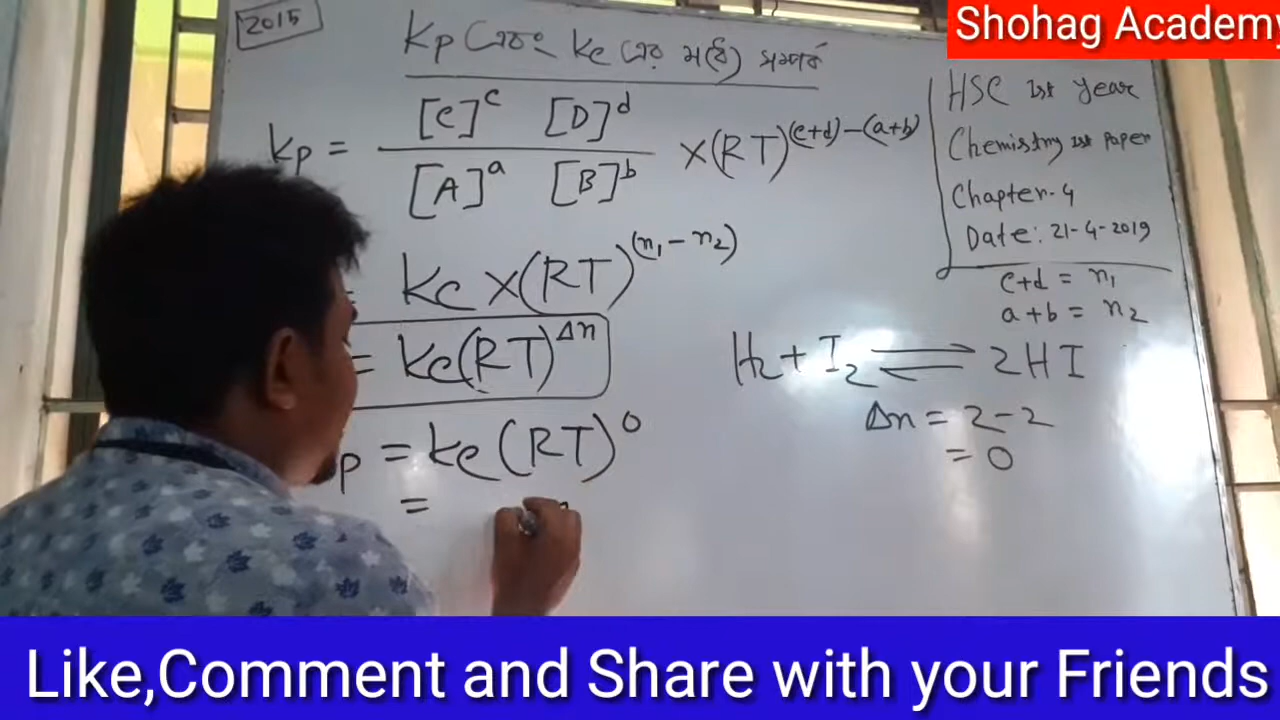 Shohag Academy
2015
Kp এবং Kc এর মধ্যে সম্পর্ক
Kp = [C]^c [D]^d / [A]^a [B]^b ×(RT)^(c+d)-(a+b)
= Kc ×(RT)^(n₁ - n₂)
= Kc(RT)^Δn
p = Kc(RT)^0
=
HSC 1st year
Chemistry 1st Paper
Chapter-4
Date: 21-4-2019
c+d = n₁
a+b = n₂
H₂ + I₂ ⇌ 2HI
Δn = 2-2
= 0
Like,Comment and Share with your Friends